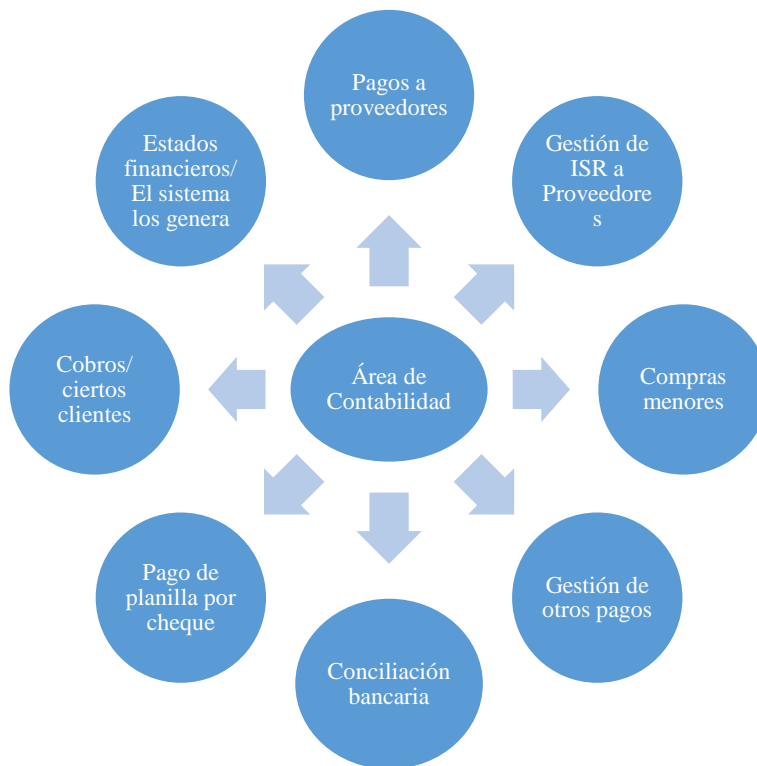 Pagos a
proveedores
Gestión de
ISR a
Proveedore
s
Compras
menores
Gestión de
otros pagos
Conciliación
bancaria
Pago de
planilla por
cheque
Cobros/
ciertos
clientes
Estados
financieros/
El sistema
los genera
Área de
Contabilidad